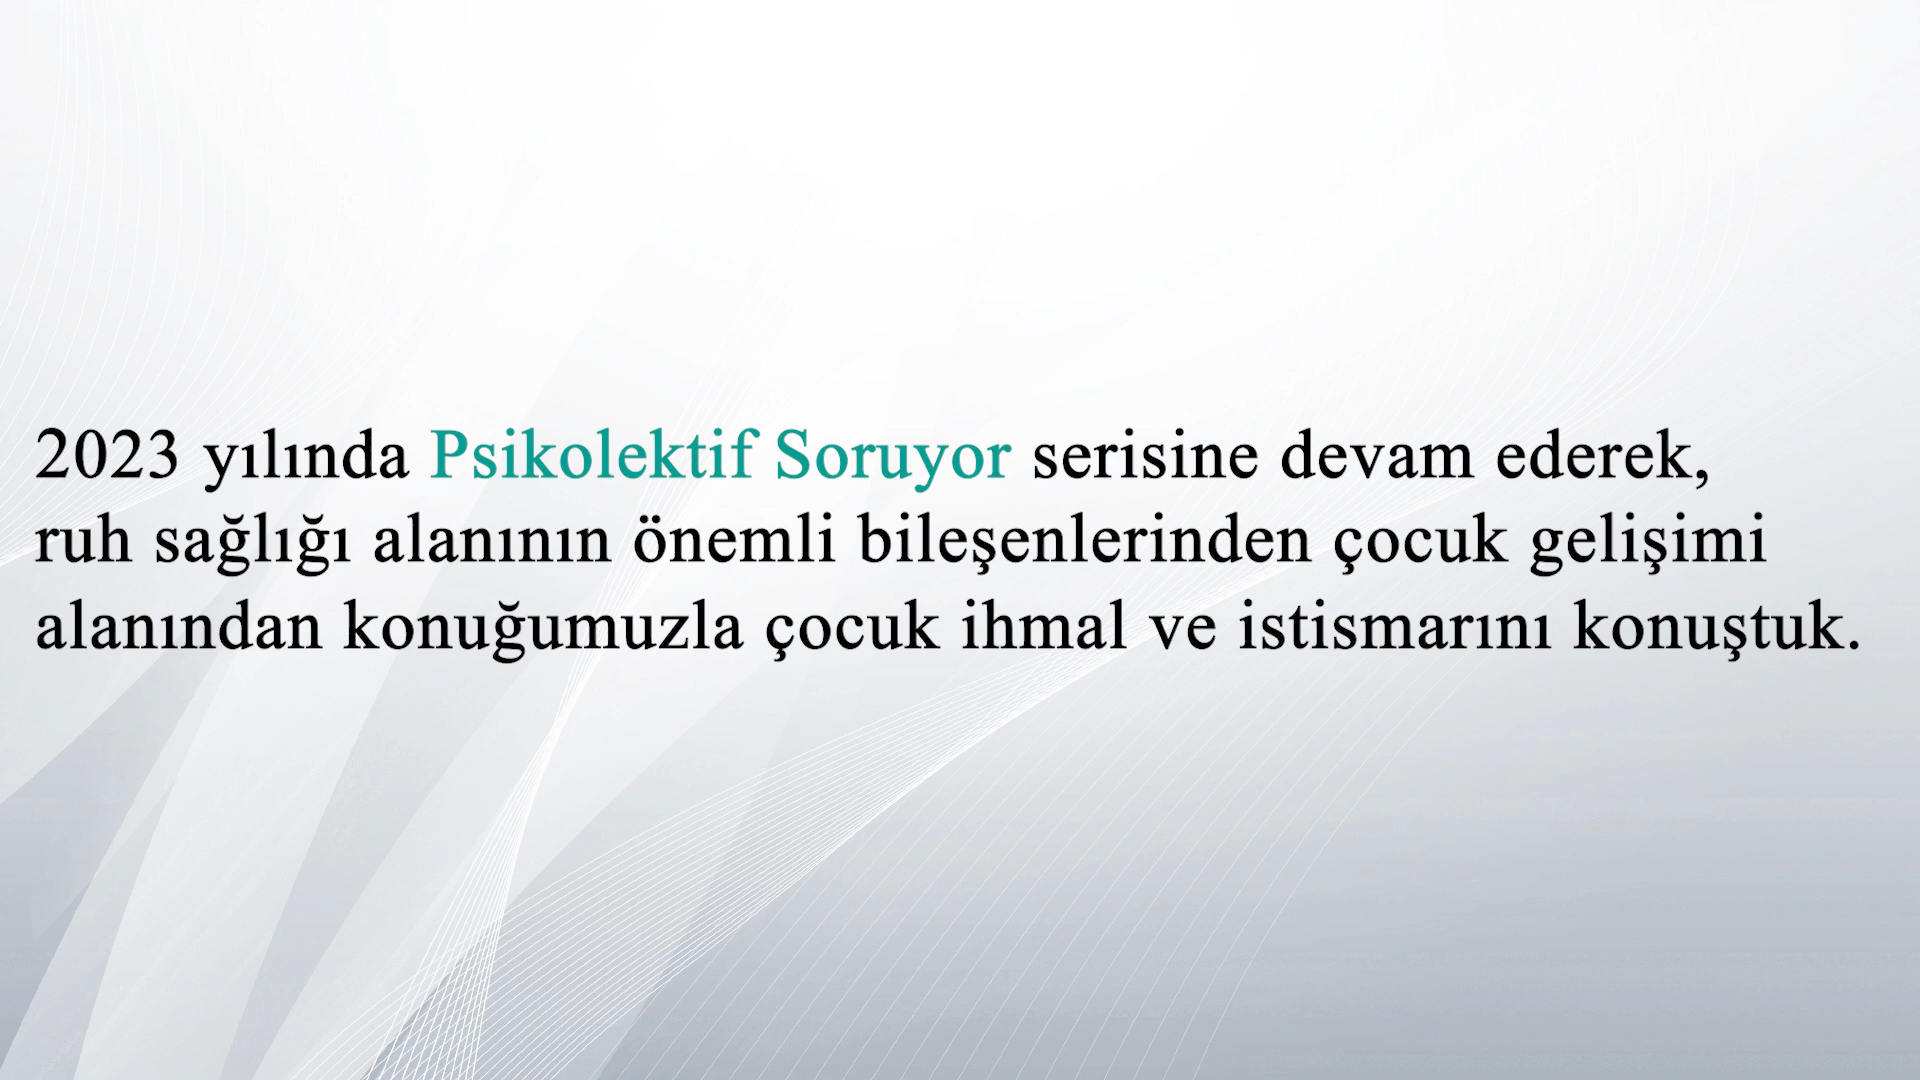 2023 yılında Psikolektif Soruyor serisine devam ederek,
ruh sağlığı alanının önemli bileşenlerinden çocuk gelişimi
alanından konuğumuzla çocuk ihmal ve istismarını konuştuk.